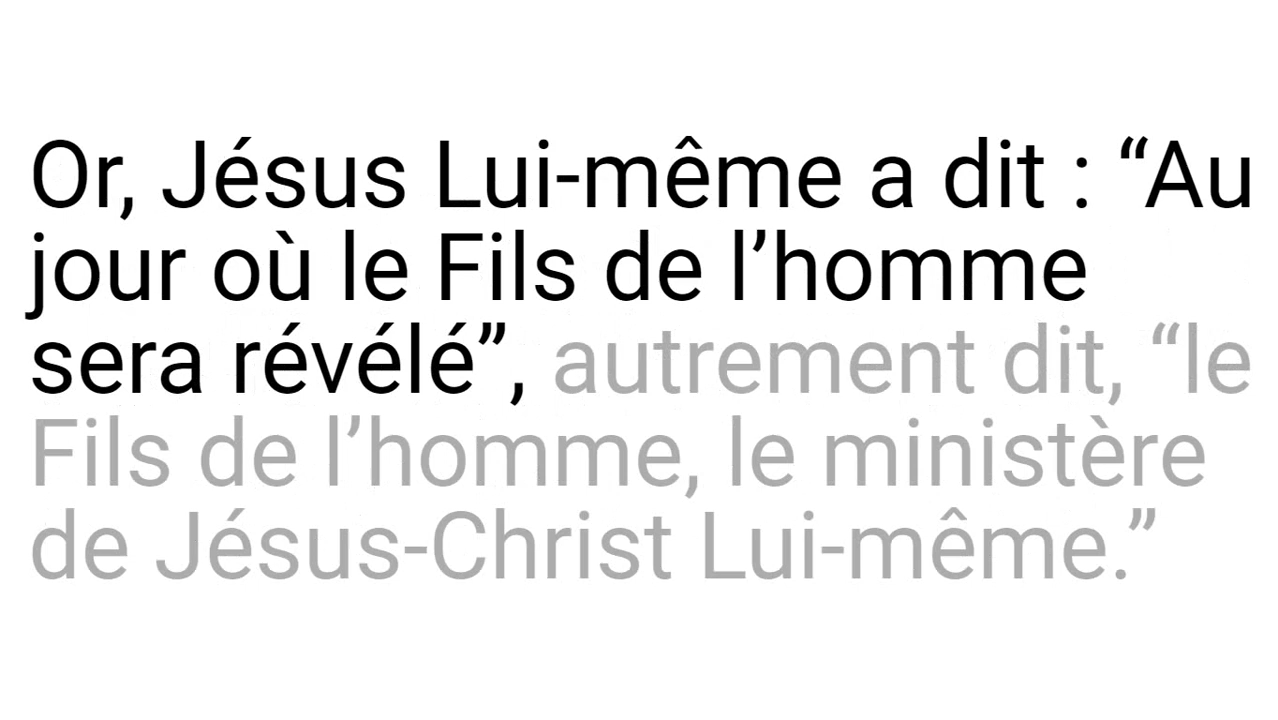 Or, Jésus Lui-même a dit : “Au
jour où le Fils de l’homme
sera révélé”, autrement dit, “le
Fils de l’homme, le ministère
de Jésus-Christ Lui-même.”